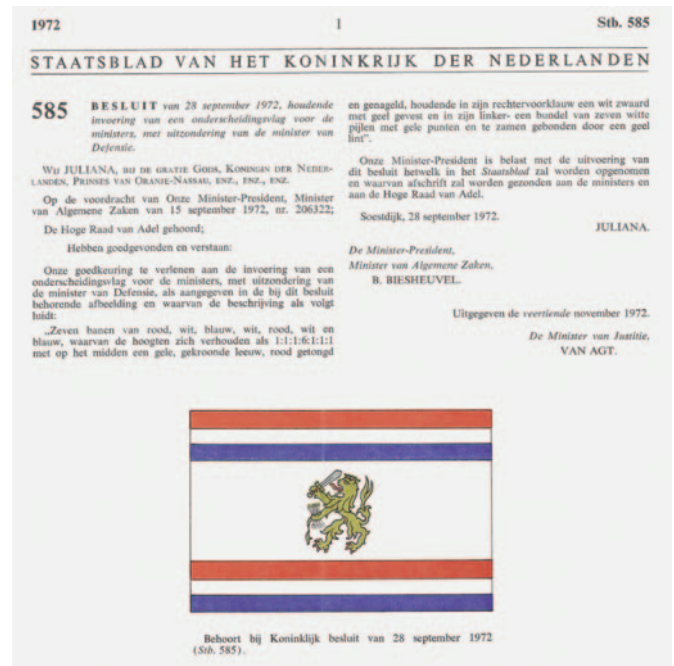 1972
1
Stb. 585
STAATSBLAD VAN HET KONINKRIJK DER NEDERLANDEN
585
BESLUIT van 28 september 1972, houdende
invoering van een onderscheidingsvlag voor de
ministers, met uitzondering van de minister van
Defensie.
WIJ JULIANA, BIJ DE GRATIE GODS, KONINGIN DER NEDER-
LANDEN, PRINSES VAN ORANJE-NASSAU, ENZ., ENZ., ENZ.
Op de voordracht van Onze Minister-President, Minister
van Algemene Zaken van 15 september 1972, nr. 206322;
De Hoge Raad van Adel gehoord;
Hebben goedgevonden en verstaan:
Onze goedkeuring te verlenen aan de invoering van een
onderscheidingsvlag voor de ministers, met uitzondering van
de minister van Defensie, als aangegeven in de bij dit besluit
behorende afbeelding en waarvan de beschrijving als volgt
luidt:
„Zeven banen van rood, wit, blauw, wit, rood, wit en
blauw, waarvan de hoogten zich verhouden als 1:1:1:6:1:1:1
met op het midden een gele, gekroonde leeuw, rood getongd
en genageld, houdende in zijn rechtervoorklauw een wit zwaard
met geel gevest en in zijn linker- een bundel van zeven witte
pijlen met gele punten en te zamen gebonden door een geel
lint”.
Onze Minister-President is belast met de uitvoering van
dit besluit hetwelk in het Staatsblad zal worden opgenomen
en waarvan afschrift zal worden gezonden aan de ministers en
aan de Hoge Raad van Adel.
Soestdijk, 28 september 1972.
JULIANA.
De Minister-President,
Minister van Algemene Zaken,
B. BIESHEUVEL.
Uitgegeven de veertiende november 1972.
De Minister van Justitie,
VAN AGT.
Behoort bij Koninklijk besluit van 28 september 1972
(Stb. 585).